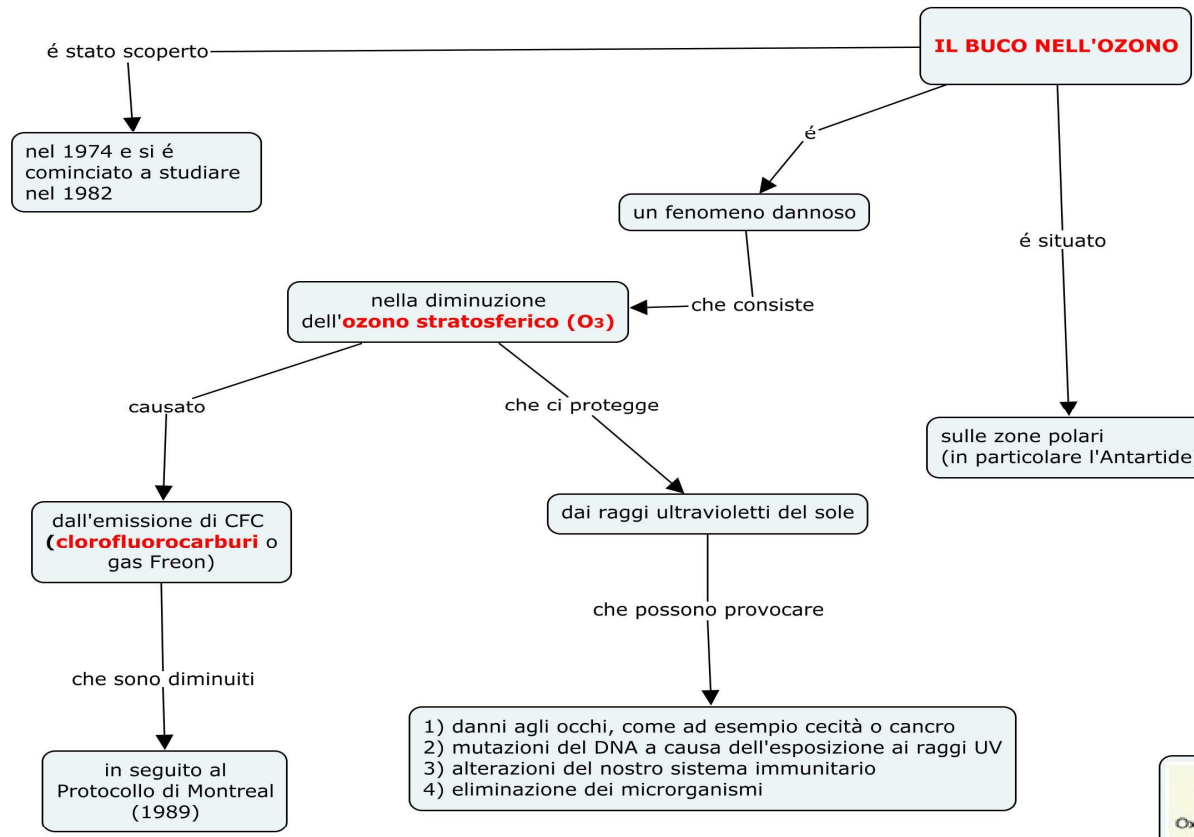 IL BUCO NELL'OZONO
é stato scoperto
nel 1974 e si é
cominciato a studiare
nel 1982
é
un fenomeno dannoso
che consiste
nella diminuzione
dell'ozono stratosferico (O₃)
causato
dall'emissione di CFC
(clorofluorocarburi o
gas Freon)
che sono diminuiti
in seguito al
Protocollo di Montreal
(1989)
che ci protegge
dai raggi ultravioletti del sole
che possono provocare
1) danni agli occhi, come ad esempio cecità o cancro
2) mutazioni del DNA a causa dell'esposizione ai raggi UV
3) alterazioni del nostro sistema immunitario
4) eliminazione dei microrganismi
é situato
sulle zone polari
(in particolare l'Antartide